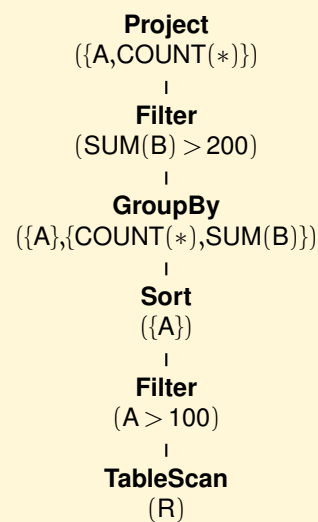 Project
({A,COUNT(∗)})
Filter
(SUM(B) > 200)
GroupBy
({A},{COUNT(∗),SUM(B)})
Sort
({A})
Filter
(A > 100)
TableScan
(R)